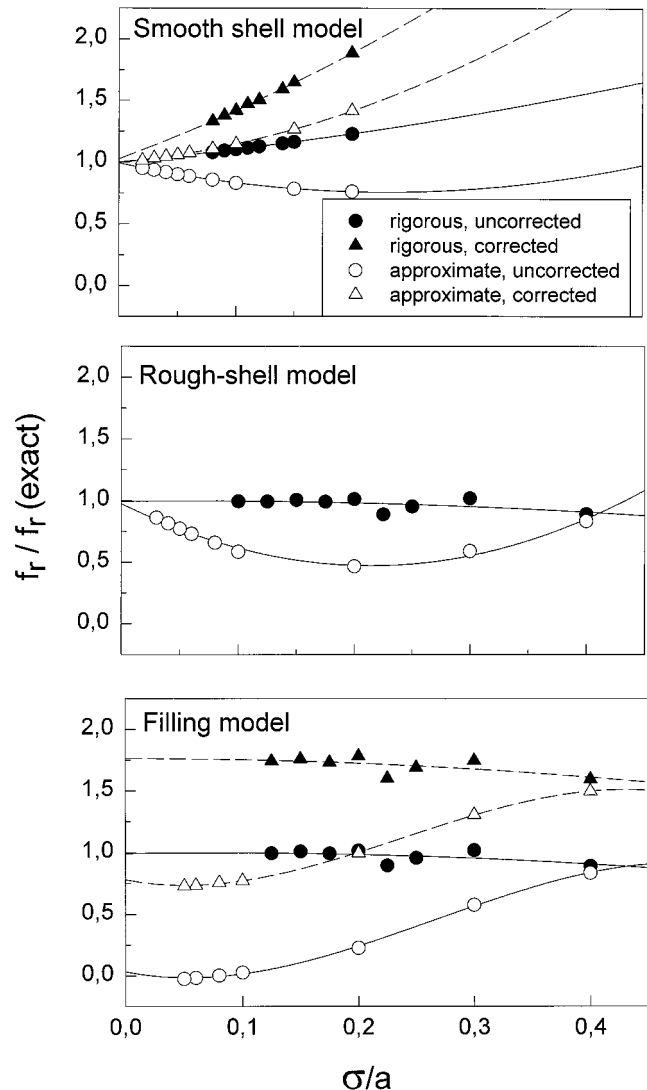 2,0
Smooth shell model
1,5
1,0
0,5
0,0
rigorous, uncorrected
rigorous, corrected
approximate, uncorrected
approximate, corrected
2,0
Rough-shell model
1,5
1,0
0,5
0,0
fr / fr (exact)
2,0
Filling model
1,5
1,0
0,5
0,0
0,0 0,1 0,2 0,3 0,4
σ/a